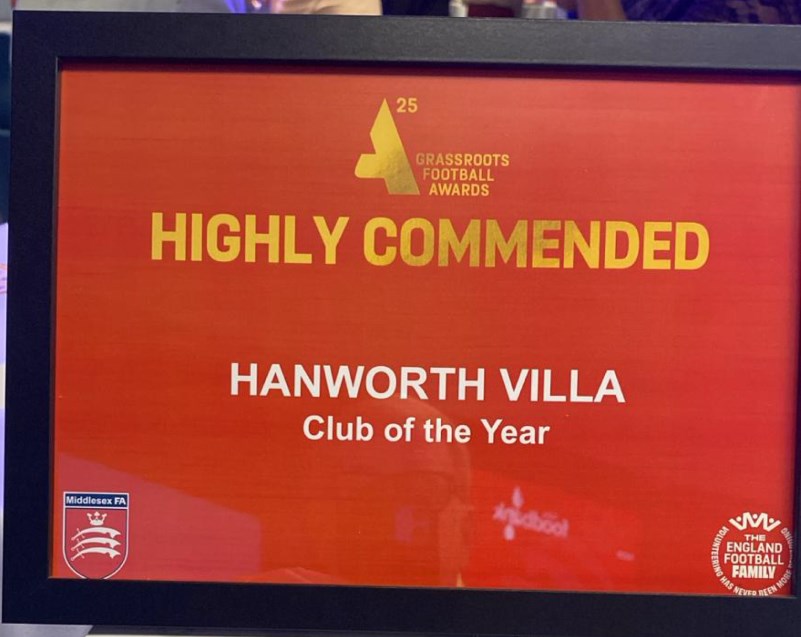 25
GRASSROOTS
FOOTBALL
AWARDS
HIGHLY COMMENDED
HANWORTH VILLA
Club of the Year
Middlesex FA
foodbank
THE
ENGLAND
FOOTBALL
FAMILY
VOLUNTEERING HAS NEVER BEEN MORE